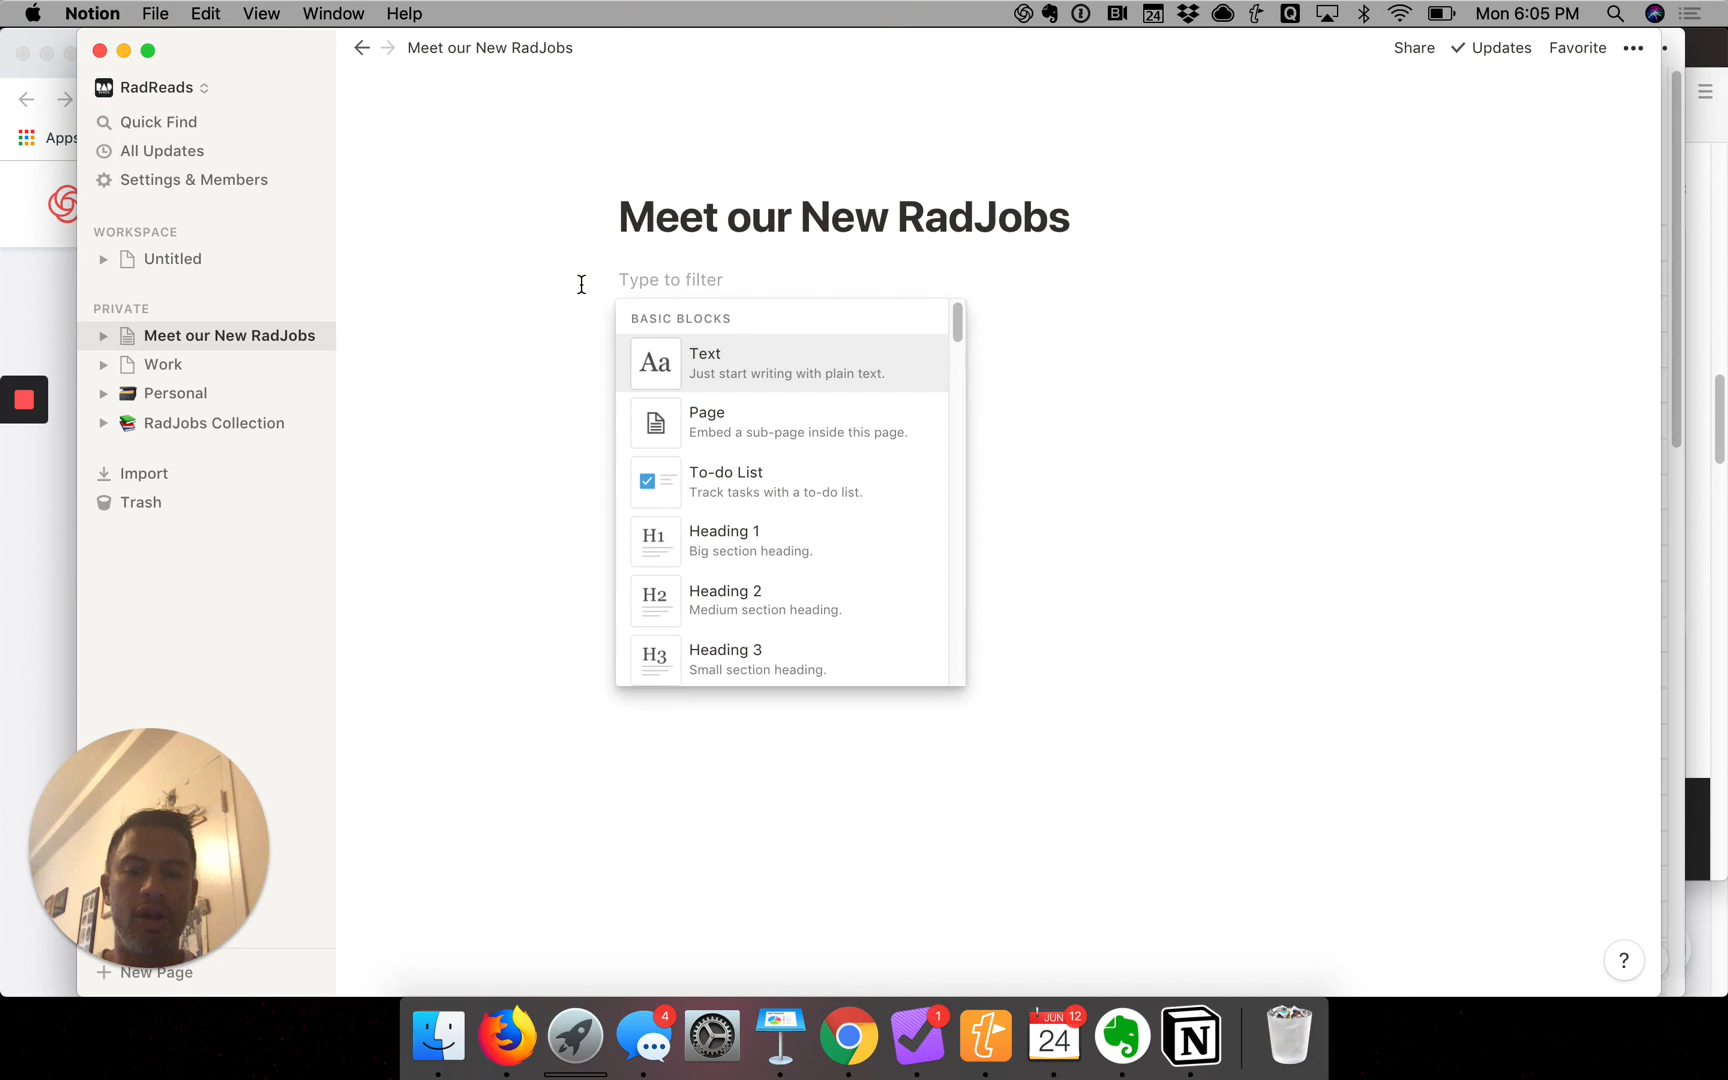 Notion File Edit View Window Help
24
Mon 6:05 PM
Meet our New RadJobs
Share Updates Favorite
RadReads
Quick Find
All Updates
Settings & Members
WORKSPACE
Untitled
PRIVATE
Meet our New RadJobs
Work
Personal
RadJobs Collection
Import
Trash
New Page
Apps
Meet our New RadJobs
Type to filter
BASIC BLOCKS
Aa Text
Just start writing with plain text.
Page
Embed a sub-page inside this page.
To-do List
Track tasks with a to-do list.
H1 Heading 1
Big section heading.
H2 Heading 2
Medium section heading.
H3 Heading 3
Small section heading.
?
4
1
JUN 12
24
N